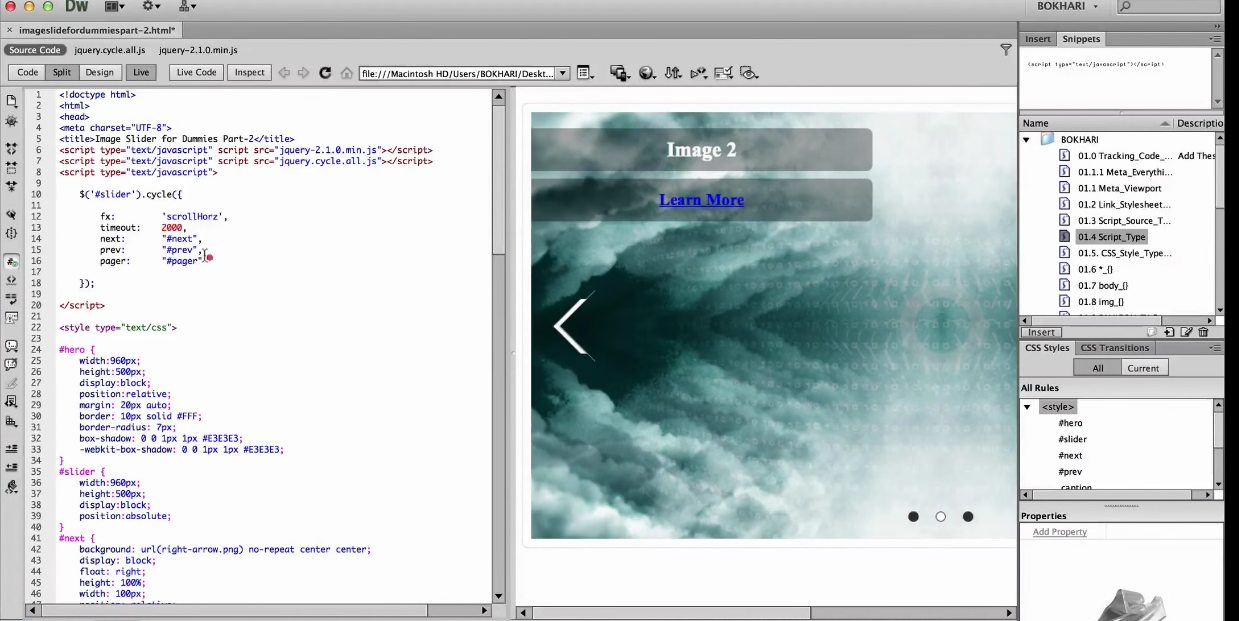 Dw
BOKHARI
imageslidefordummiespart-2.html*
Source Code
jquery.cycle.all.js
jquery-2.1.0.min.js
Code
Split
Design
Live
Live Code
Inspect
file:///Macintosh HD/Users/BOKHARI/Deskt...
1 <!doctype html>
2 <html>
3 <head>
4 <meta charset="UTF-8">
5 <title>Image Slider for Dummies Part-2</title>
6 <script type="text/javascript" script src="jquery-2.1.0.min.js"></script>
7 <script type="text/javascript" script src="jquery.cycle.all.js"></script>
8 <script type="text/javascript">
9
10 $('#slider').cycle({
11
12 fx: 'scrollHorz',
13 timeout: 2000,
14 next: "#next",
15 prev: "#prev",
16 pager: "#pager"
17
18 });
19
20 </script>
21
22 <style type="text/css">
23
24 #hero {
25 width:960px;
26 height:500px;
27 display:block;
28 position:relative;
29 margin: 20px auto;
30 border: 10px solid #FFF;
31 border-radius: 7px;
32 box-shadow: 0 0 1px 1px #E3E3E3;
33 -webkit-box-shadow: 0 0 1px 1px #E3E3E3;
34 }
35 #slider {
36 width:960px;
37 height:500px;
38 display:block;
39 position:absolute;
40 }
41 #next {
42 background: url(right-arrow.png) no-repeat center center;
43 display: block;
44 float: right;
45 height: 100%;
46 width: 100px;
Image 2
Learn More
Insert
Snippets
<script type="text/javascript"></script>
Name
Descriptio
BOKHARI
01.0 Tracking_Code_... Add Thes
01.1.1 Meta_Everythi...
01.1 Meta_Viewport
01.2 Link_Stylesheet...
01.3 Script_Source_T...
01.4 Script_Type
01.5. CSS_Style_Type...
01.6 *_{}
01.7 body_{}
01.8 img_{}
Insert
CSS Styles
CSS Transitions
All
Current
All Rules
<style>
#hero
#slider
#next
#prev
caption
Properties
Add Property